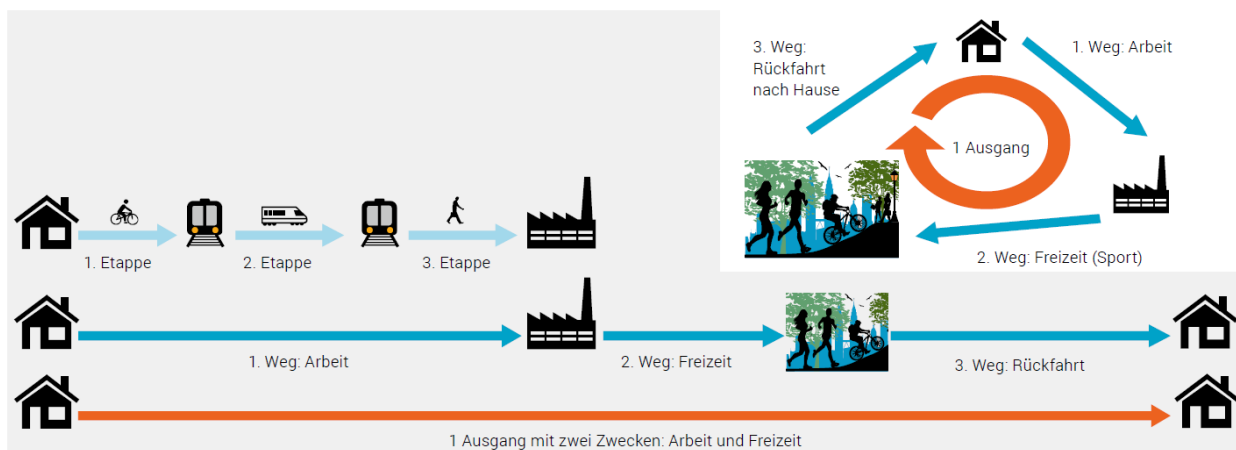 3. Weg:
Rückfahrt
nach Hause
1. Weg: Arbeit
1 Ausgang
2. Weg: Freizeit (Sport)
1. Etappe
2. Etappe
3. Etappe
1. Weg: Arbeit
2. Weg: Freizeit
3. Weg: Rückfahrt
1 Ausgang mit zwei Zwecken: Arbeit und Freizeit